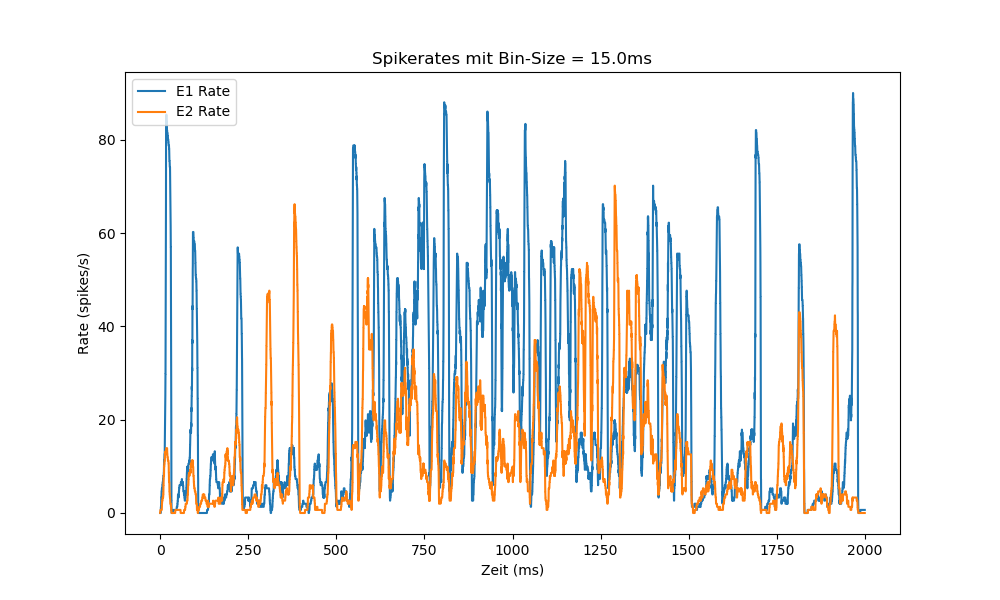 Spikerates mit Bin-Size = 15.0ms
E1 Rate
E2 Rate
Rate (spikes/s)
80
60
40
20
0
0 250 500 750 1000 1250 1500 1750 2000
Zeit (ms)